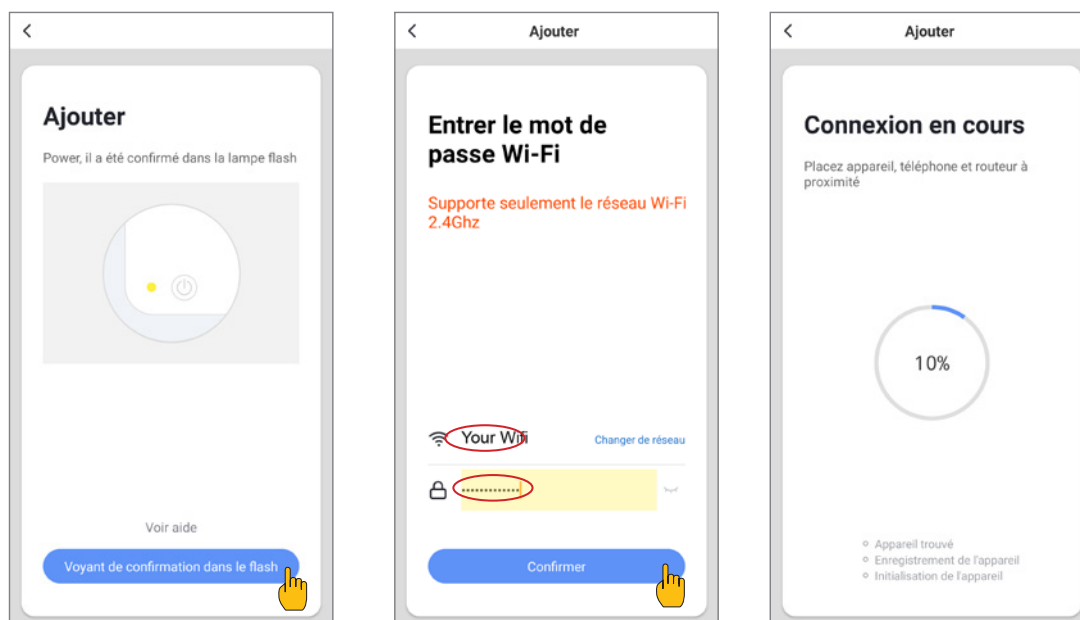 Ajouter
Power, il a été confirmé dans la lampe flash
Voir aide
Voyant de confirmation dans le flash
Ajouter
Entrer le mot de
passe Wi-Fi
Supporte seulement le réseau Wi-Fi
2.4Ghz
Your Wifi
Changer de réseau
Confirmer
Ajouter
Connexion en cours
Placez appareil, téléphone et routeur à
proximité
10%
Appareil trouvé
Enregistrement de l'appareil
Initialisation de l'appareil